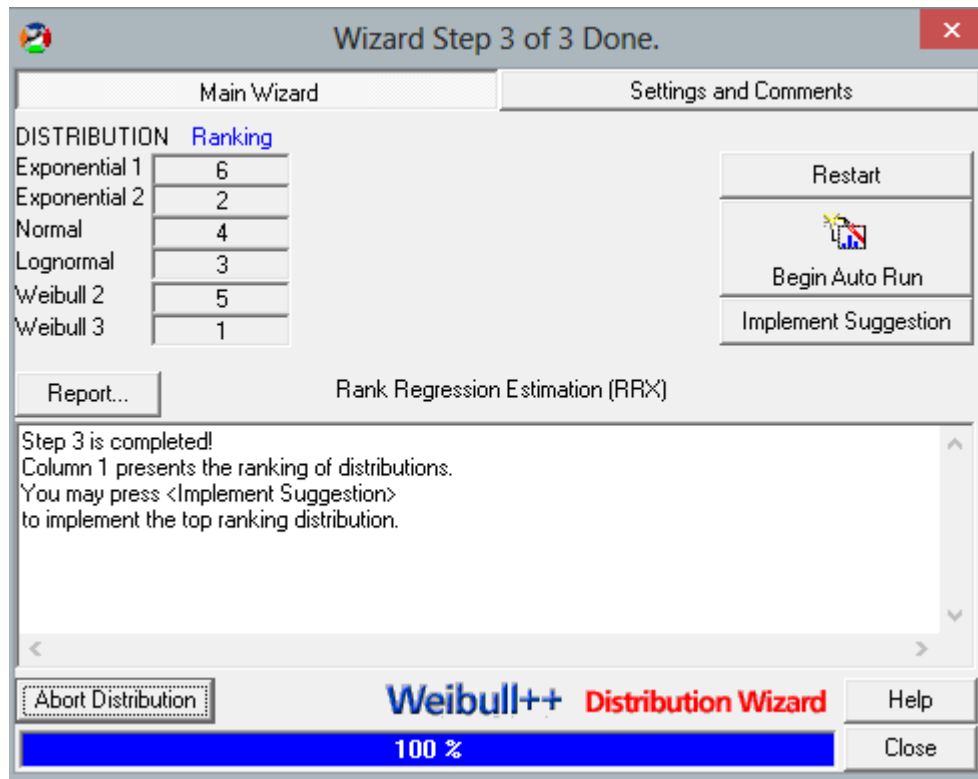 Wizard Step 3 of 3 Done.
Main Wizard
Settings and Comments
DISTRIBUTION Ranking
Exponential 1 6
Exponential 2 2
Normal 4
Lognormal 3
Weibull 2 5
Weibull 3 1
Restart
Begin Auto Run
Implement Suggestion
Report...
Rank Regression Estimation (RRX)
Step 3 is completed!
Column 1 presents the ranking of distributions.
You may press <Implement Suggestion>
to implement the top ranking distribution.
Abort Distribution
Weibull++ Distribution Wizard
Help
100 %
Close